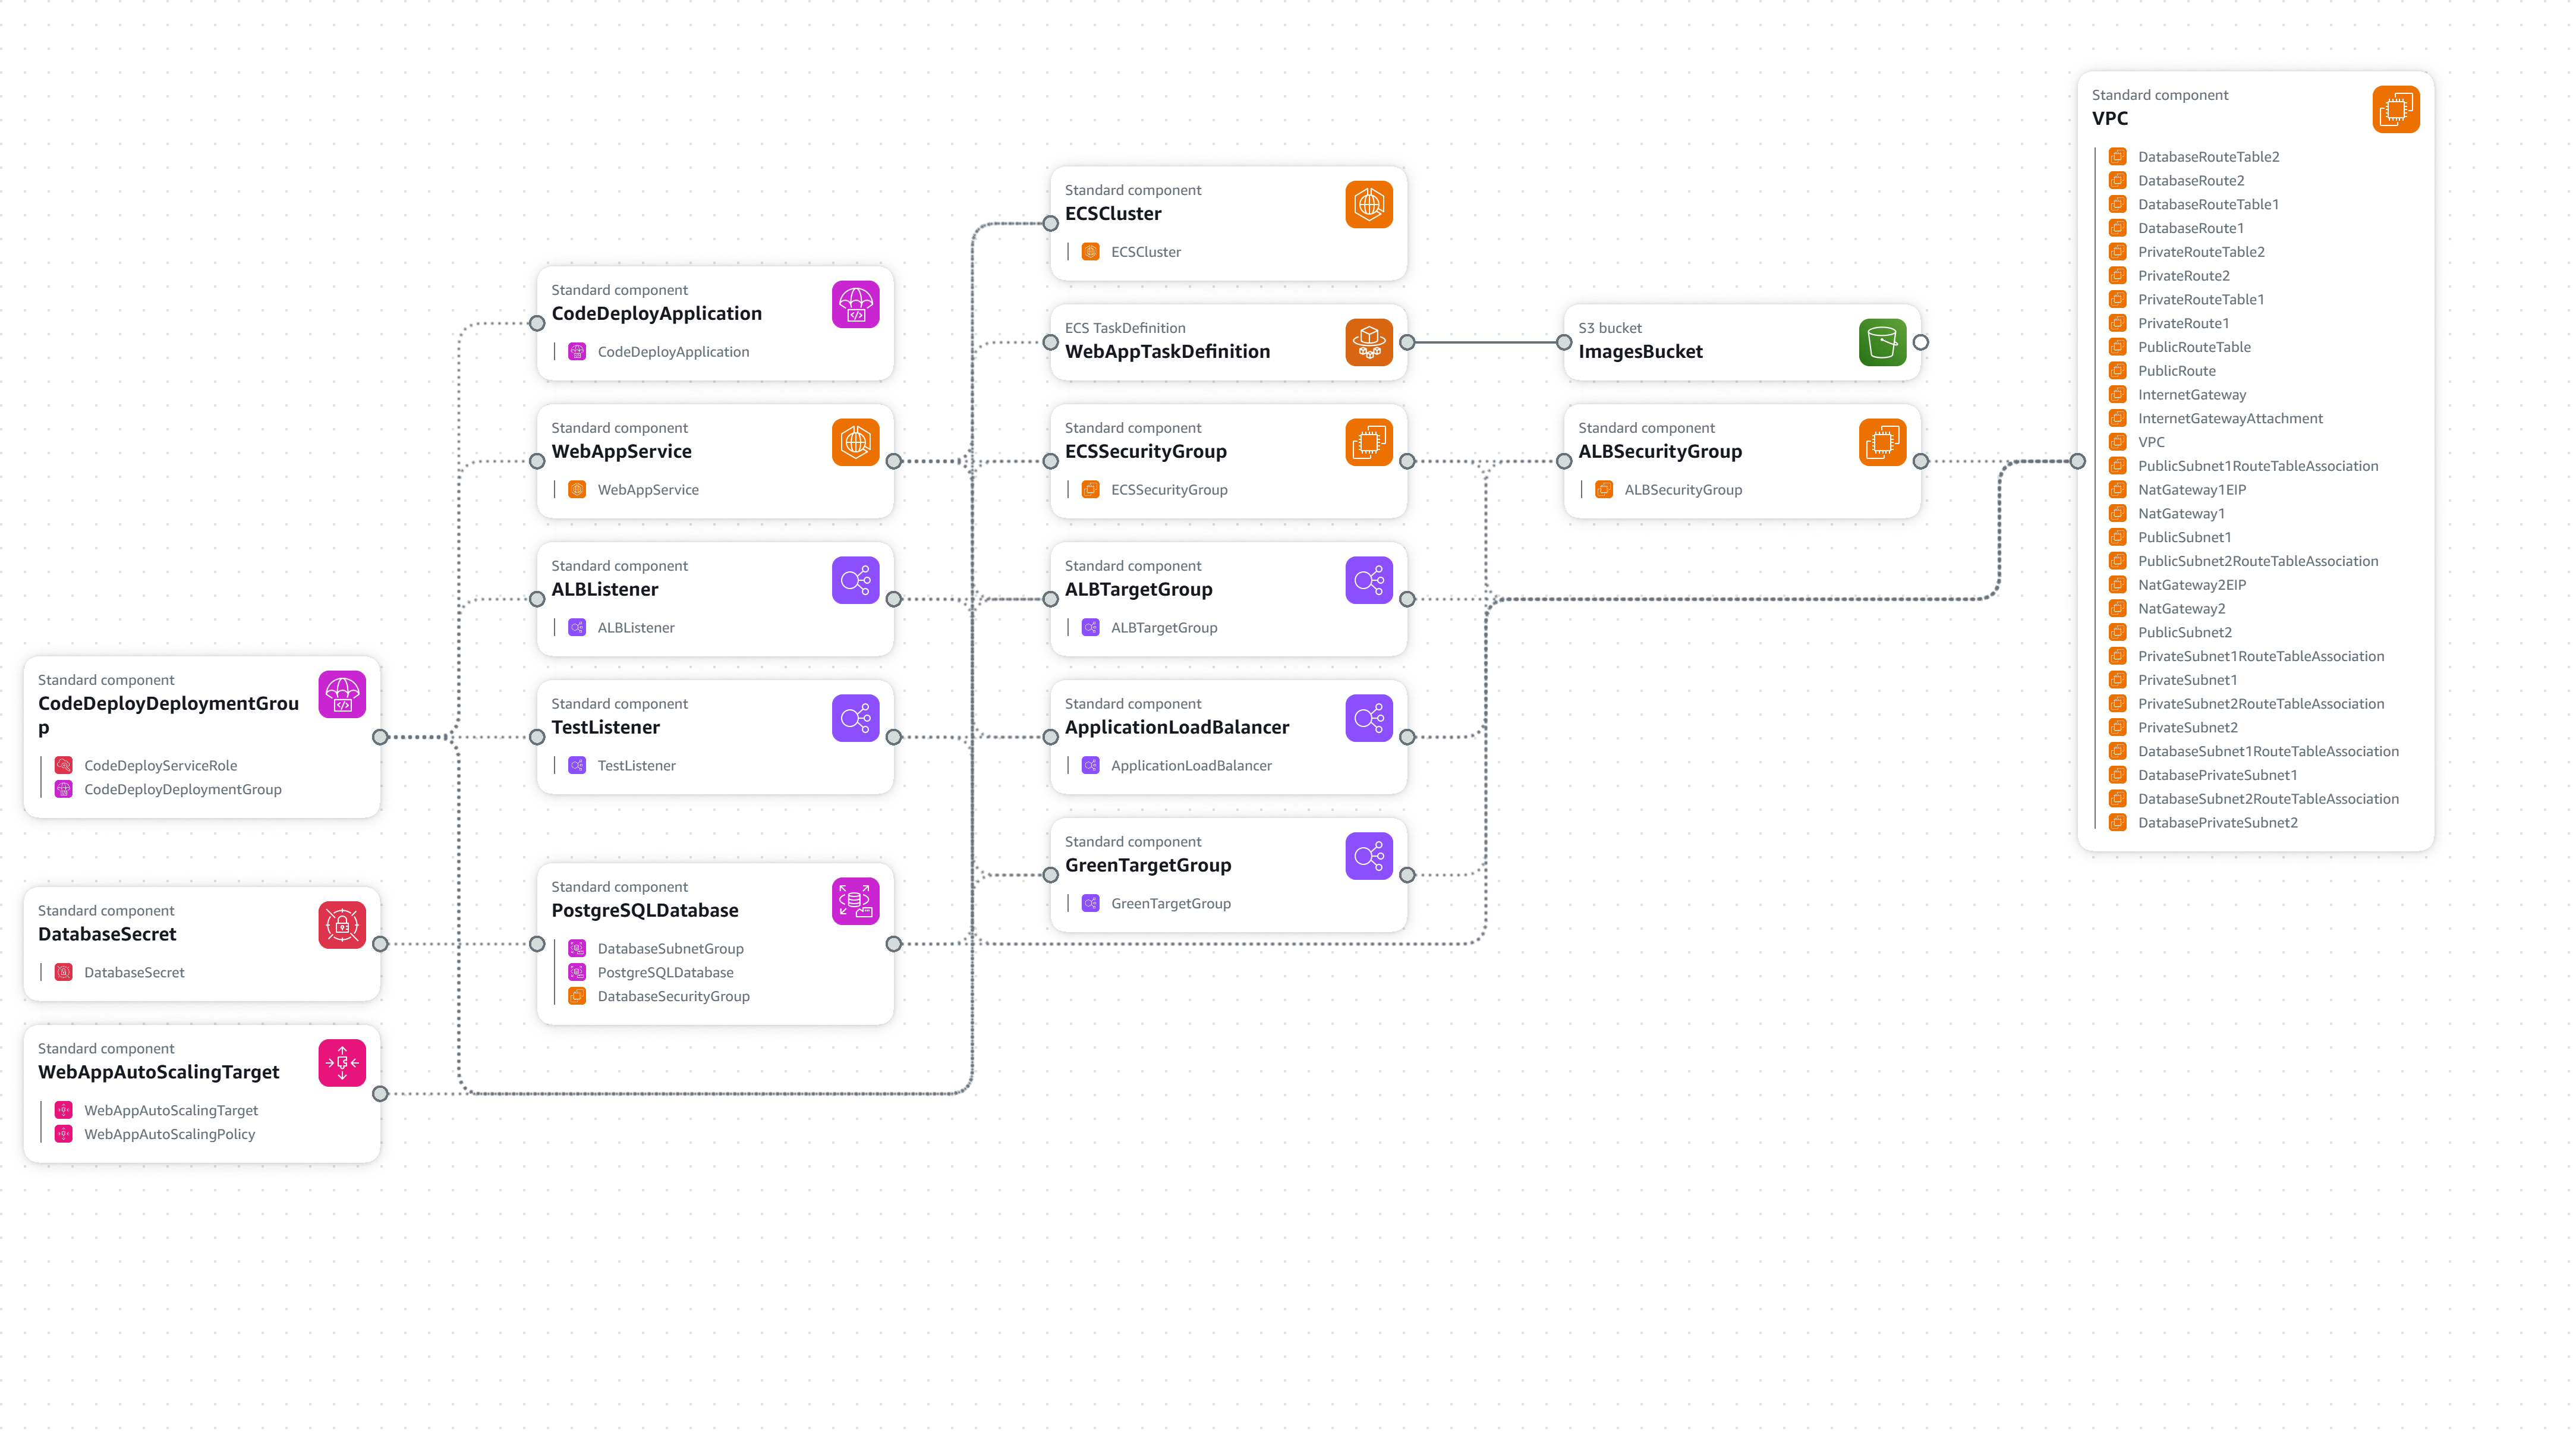 Standard component
CodeDeployDeploymentGrou
p
CodeDeployServiceRole
CodeDeployDeploymentGroup
Standard component
DatabaseSecret
DatabaseSecret
Standard component
WebAppAutoScalingTarget
WebAppAutoScalingTarget
WebAppAutoScalingPolicy
Standard component
CodeDeployApplication
CodeDeployApplication
Standard component
WebAppService
WebAppService
Standard component
ALBListener
ALBListener
Standard component
TestListener
TestListener
Standard component
PostgreSQLDatabase
DatabaseSubnetGroup
PostgreSQLDatabase
DatabaseSecurityGroup
Standard component
ECSCluster
ECSCluster
ECS TaskDefinition
WebAppTaskDefinition
Standard component
ECSSecurityGroup
ECSSecurityGroup
Standard component
ALBTargetGroup
ALBTargetGroup
Standard component
ApplicationLoadBalancer
ApplicationLoadBalancer
Standard component
GreenTargetGroup
GreenTargetGroup
S3 bucket
ImagesBucket
Standard component
ALBSecurityGroup
ALBSecurityGroup
Standard component
VPC
DatabaseRouteTable2
DatabaseRoute2
DatabaseRouteTable1
DatabaseRoute1
PrivateRouteTable2
PrivateRoute2
PrivateRouteTable1
PrivateRoute1
PublicRouteTable
PublicRoute
InternetGateway
InternetGatewayAttachment
VPC
PublicSubnet1RouteTableAssociation
NatGateway1EIP
NatGateway1
PublicSubnet1
PublicSubnet2RouteTableAssociation
NatGateway2EIP
NatGateway2
PublicSubnet2
PrivateSubnet1RouteTableAssociation
PrivateSubnet1
PrivateSubnet2RouteTableAssociation
PrivateSubnet2
DatabaseSubnet1RouteTableAssociation
DatabasePrivateSubnet1
DatabaseSubnet2RouteTableAssociation
DatabasePrivateSubnet2